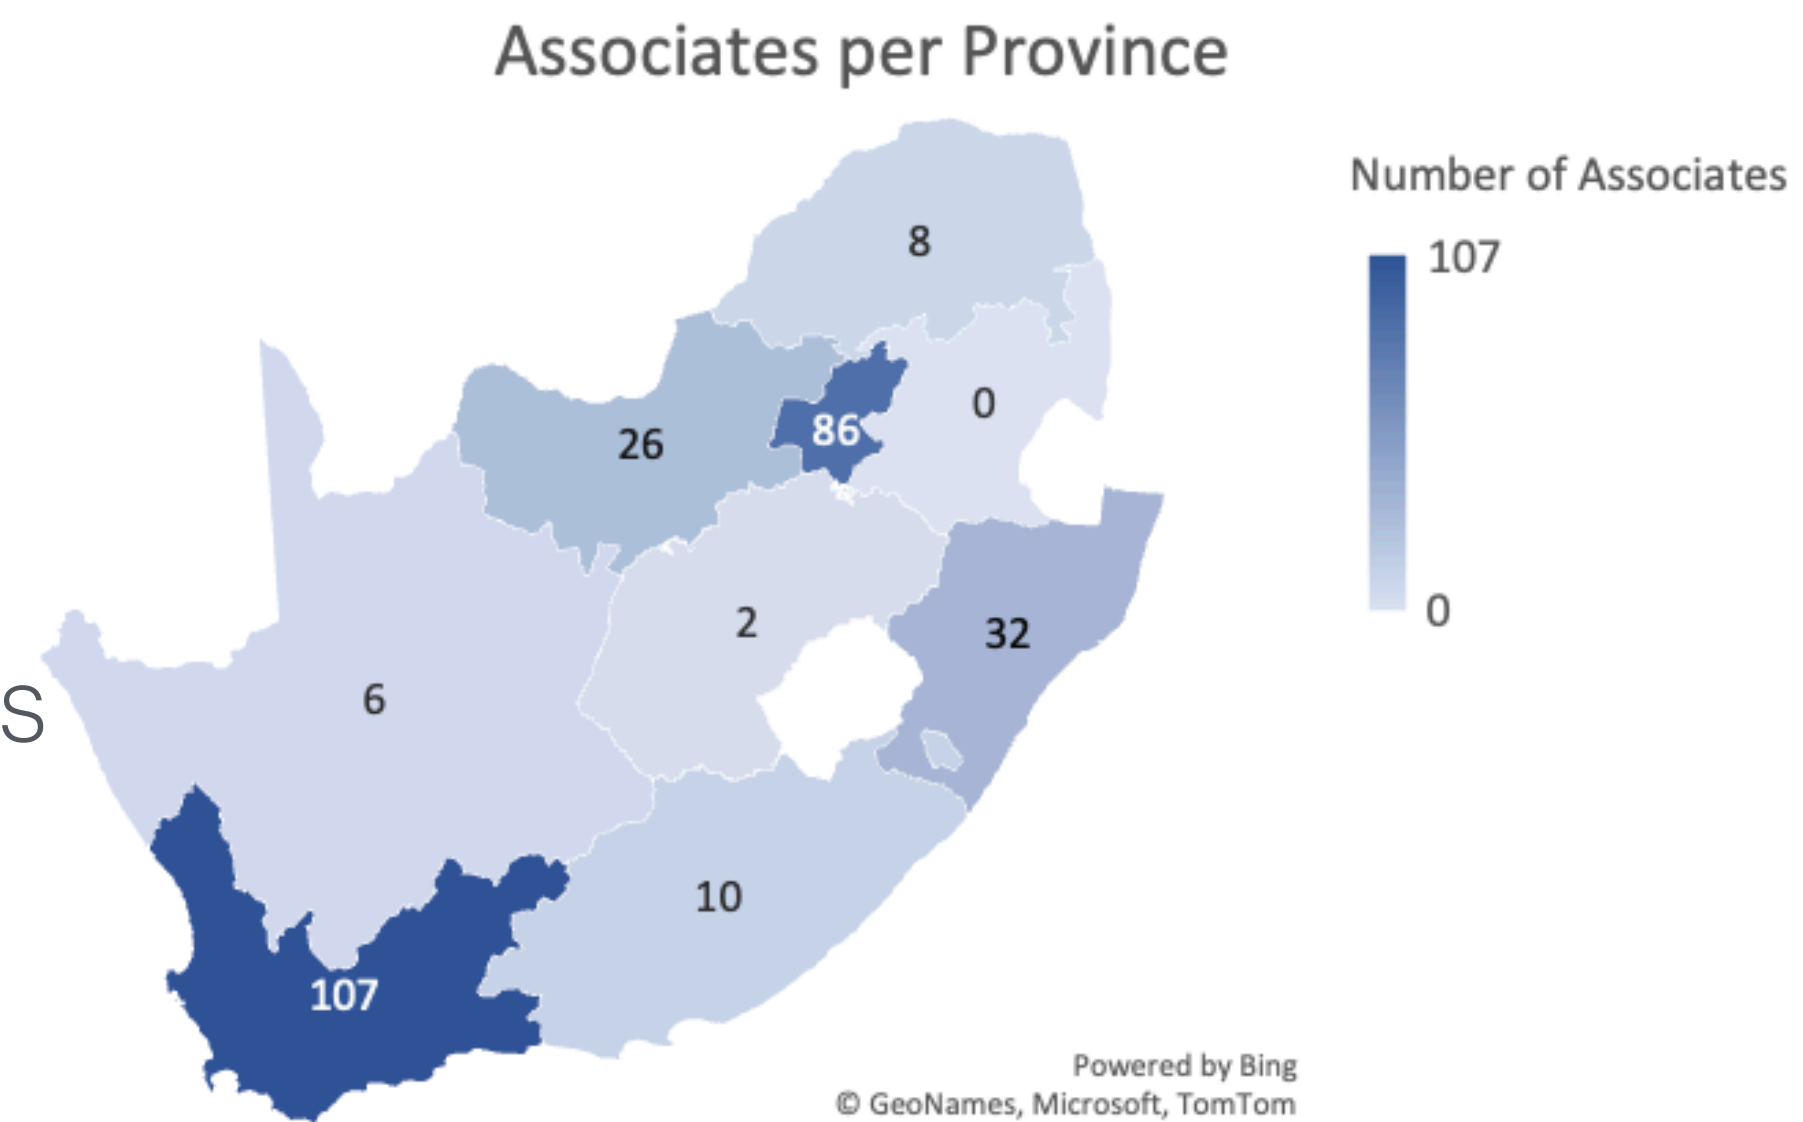 Associates per Province
Number of Associates
107
0
8
0
26
86
2
32
6
S
10
107
Powered by Bing
© GeoNames, Microsoft, TomTom